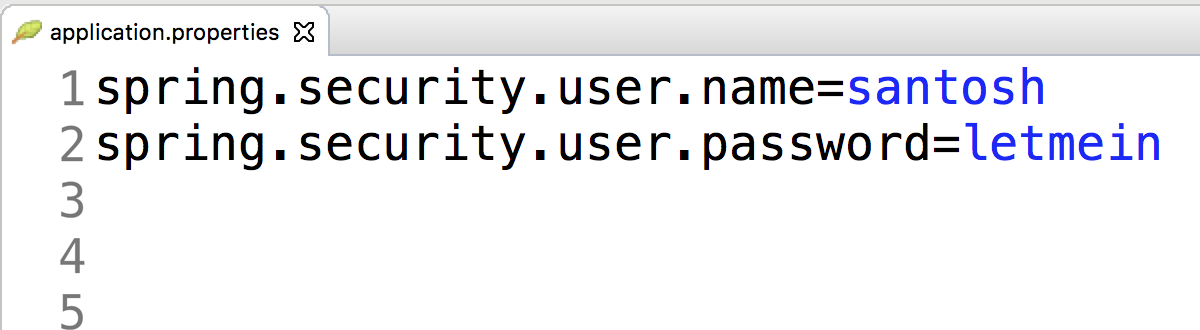 application.properties
1 spring.security.user.name=santosh
2 spring.security.user.password=letmein
3
4
5